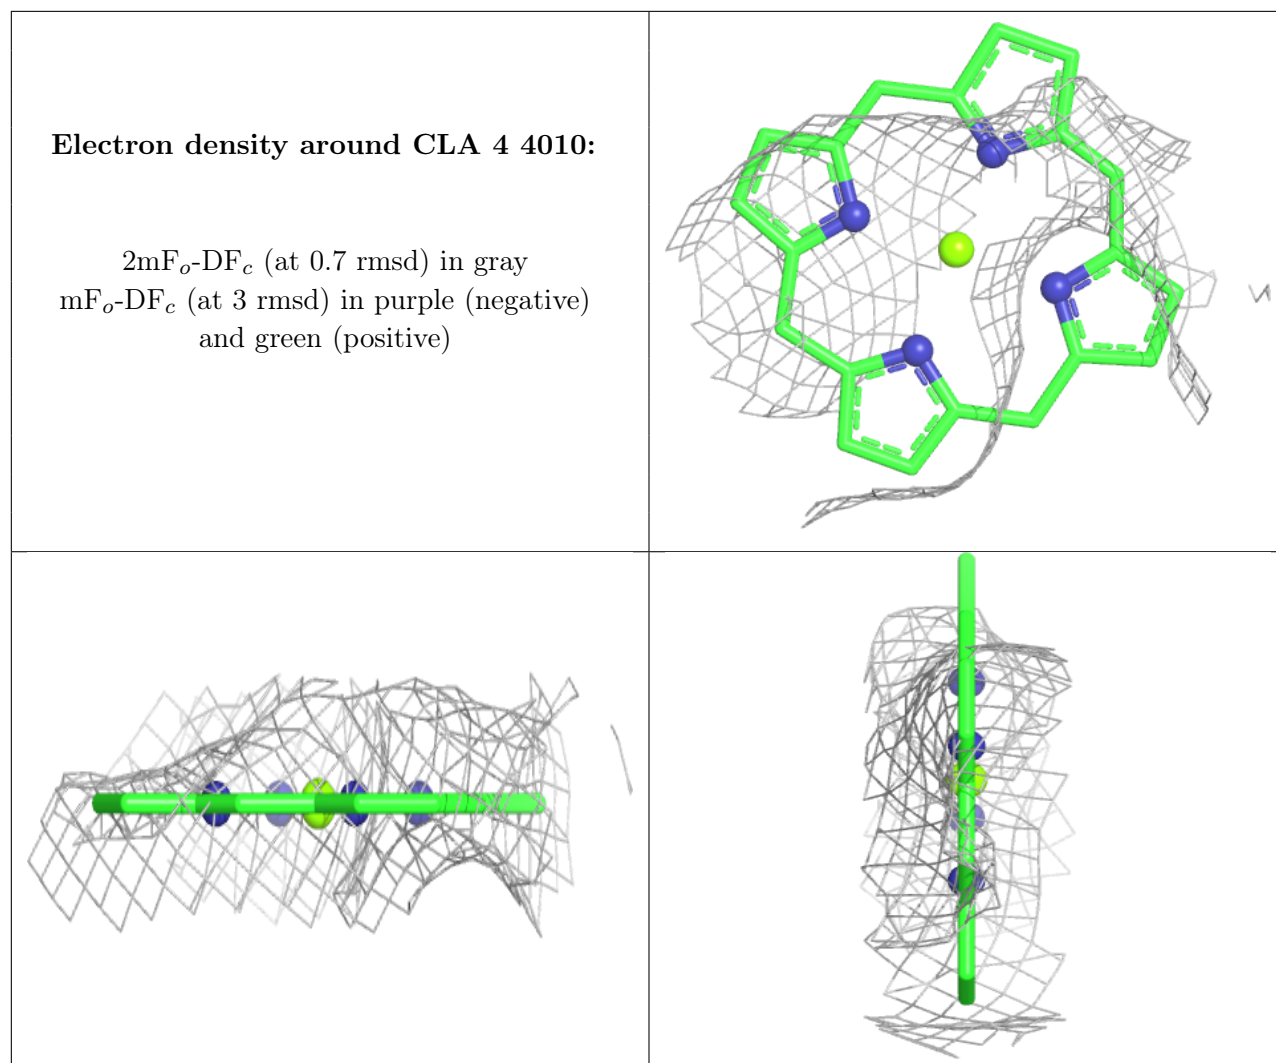 Electron density around CLA 4 4010:
2mFo-DFc (at 0.7 rmsd) in gray
mFo-DFc (at 3 rmsd) in purple (negative)
and green (positive)